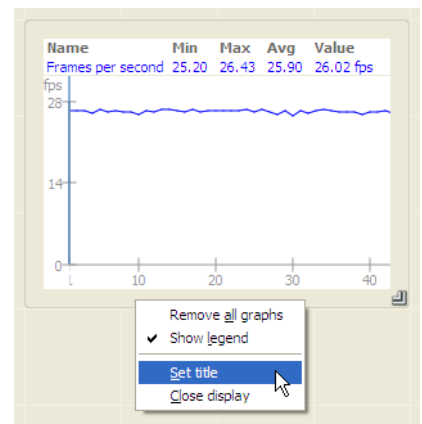 Name Min Max Avg Value
Frames per second 25.20 26.43 25.90 26.02 fps
fps
28
14
0
10 20 30 40
Remove all graphs
✔ Show legend
Set title
Close display